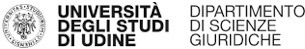 UNIVERSITÀ
DEGLI STUDI
DI UDINE
DIPARTIMENTO
DI SCIENZE
GIURIDICHE